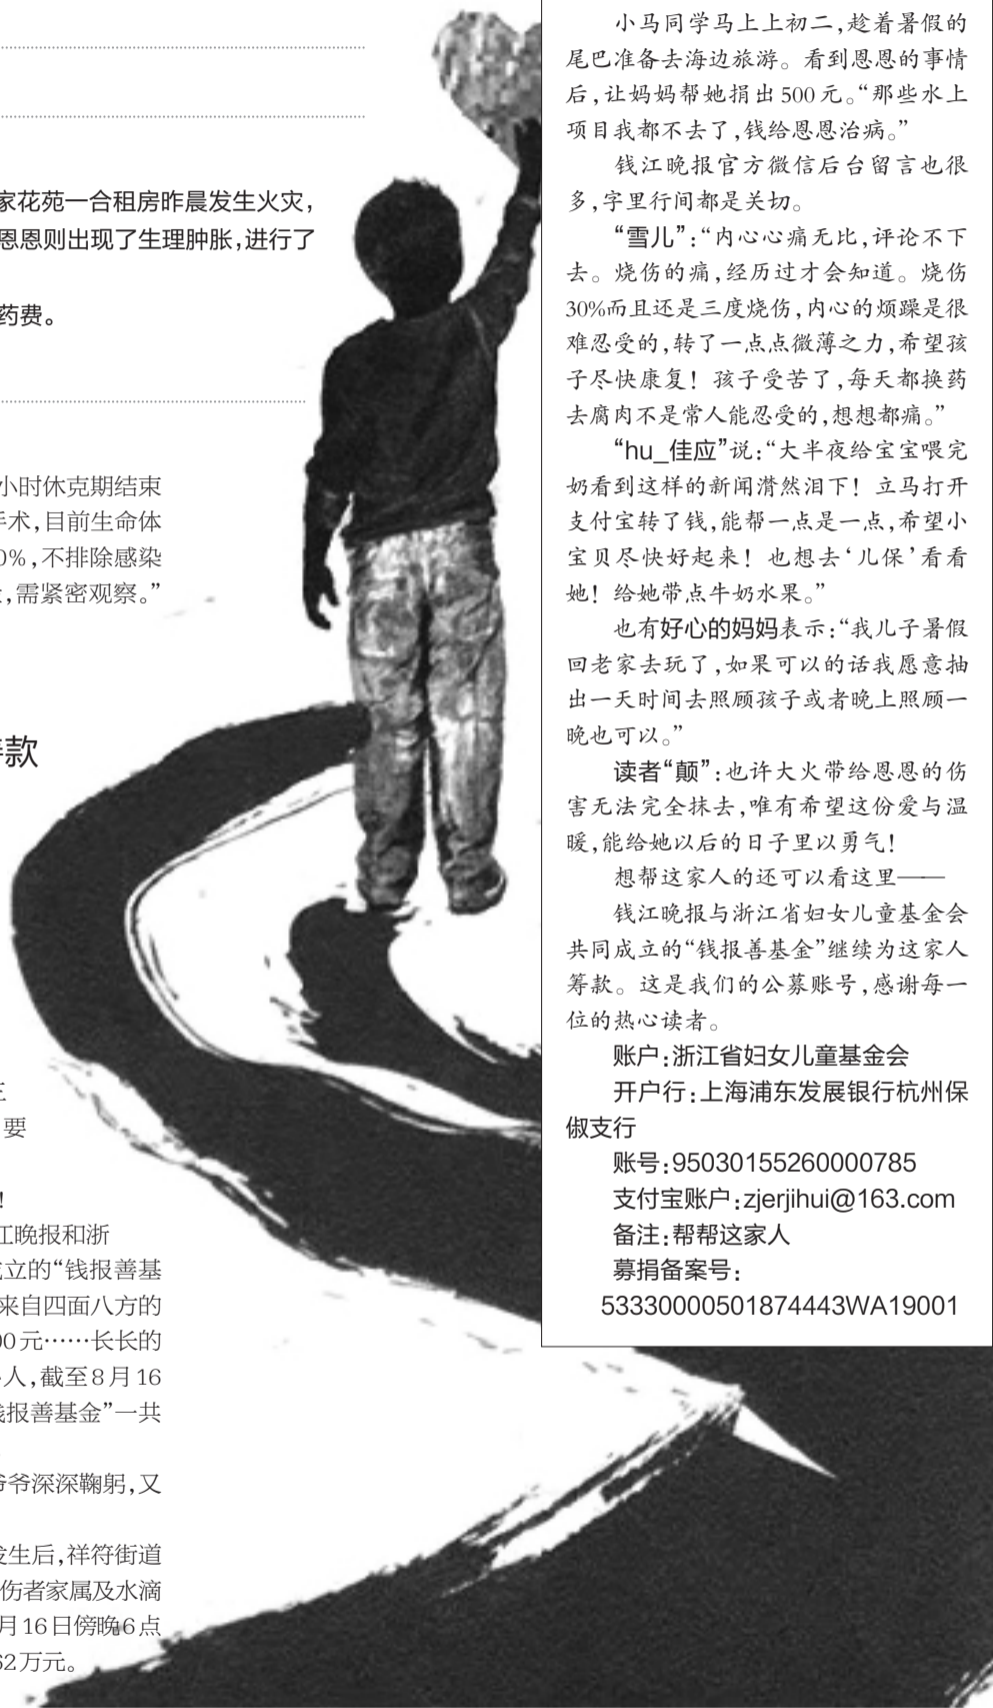 家花苑一合租房昨晨发生火灾，
恩恩则出现了生理肿胀，进行了
药费。
小时休克期结束
手术，目前生命体
0%，不排除感染
，需紧密观察。”
款
要
！
江晚报和浙
成立的“钱报善基
来自四面八方的
00元……长长的
人，截至8月16
钱报善基金”一共
爷爷深深鞠躬，又
发生后，祥符街道
伤者家属及水滴
月16日傍晚6点
62万元。
小马同学马上上初二，趁着暑假的
尾巴准备去海边旅游。看到恩恩的事情
后，让妈妈帮她捐出500元。“那些水上
项目我都不去了，钱给恩恩治病。”
钱江晚报官方微信后台留言也很
多，字里行间都是关切。
“雪儿”：“内心心痛无比，评论不下
去。烧伤的痛，经历过才会知道。烧伤
30%而且还是三度烧伤，内心的烦躁是很
难忍受的，转了一点点微薄之力，希望孩
子尽快康复！孩子受苦了，每天都换药
去腐肉不是常人能忍受的，想想都痛。”
“hu_佳应”说：“大半夜给宝宝喂完
奶看到这样的新闻潸然泪下！立马打开
支付宝转了钱，能帮一点是一点，希望小
宝贝尽快好起来！也想去‘儿保’看看
她！给她带点牛奶水果。”
也有好心的妈妈表示：“我儿子暑假
回老家去玩了，如果可以的话我愿意抽
出一天时间去照顾孩子或者晚上照顾一
晚也可以。”
读者“颠”：也许大火带给恩恩的伤
害无法完全抹去，唯有希望这份爱与温
暖，能给她以后的日子里以勇气！
想帮这家人的还可以看这里——
钱江晚报与浙江省妇女儿童基金会
共同成立的“钱报善基金”继续为这家人
筹款。这是我们的公募账号，感谢每一
位的热心读者。
账户：浙江省妇女儿童基金会
开户行：上海浦东发展银行杭州保
俶支行
账号：95030155260000785
支付宝账户：zjerjihui@163.com
备注：帮帮这家人
募捐备案号：
53330000501874443WA19001